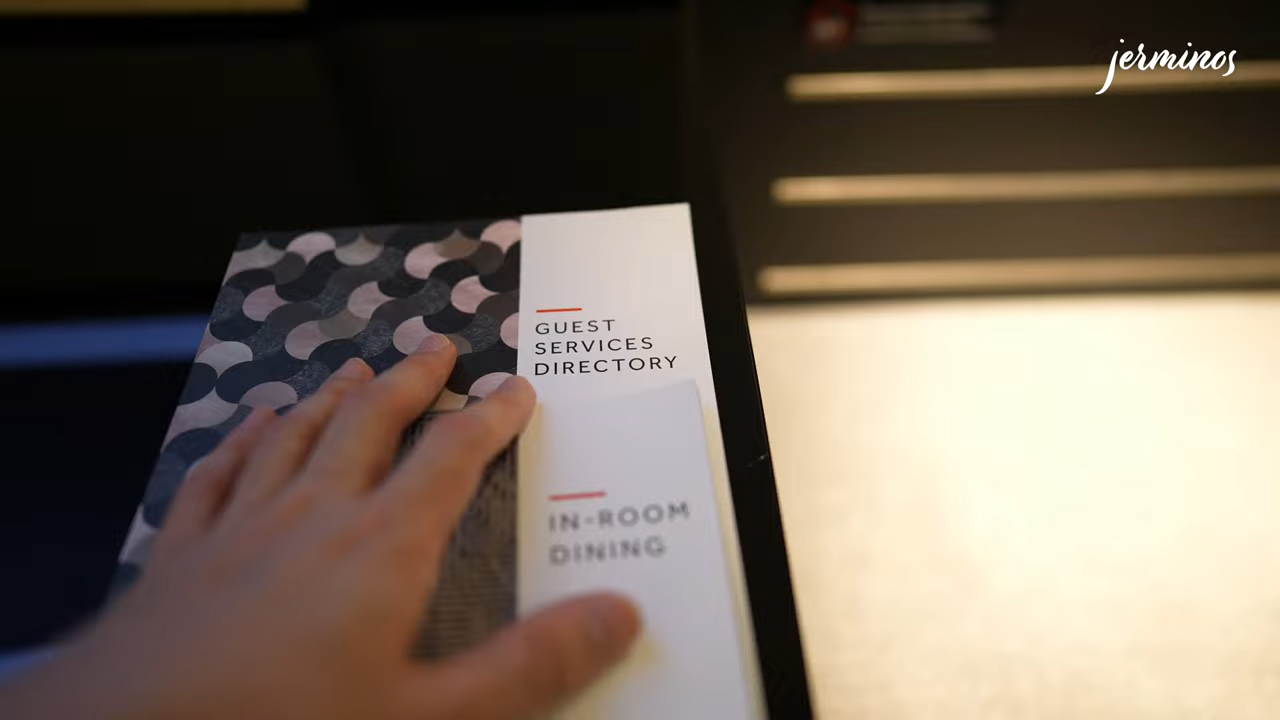 jerminos
GUEST
SERVICES
DIRECTORY
IN-ROOM
DINING